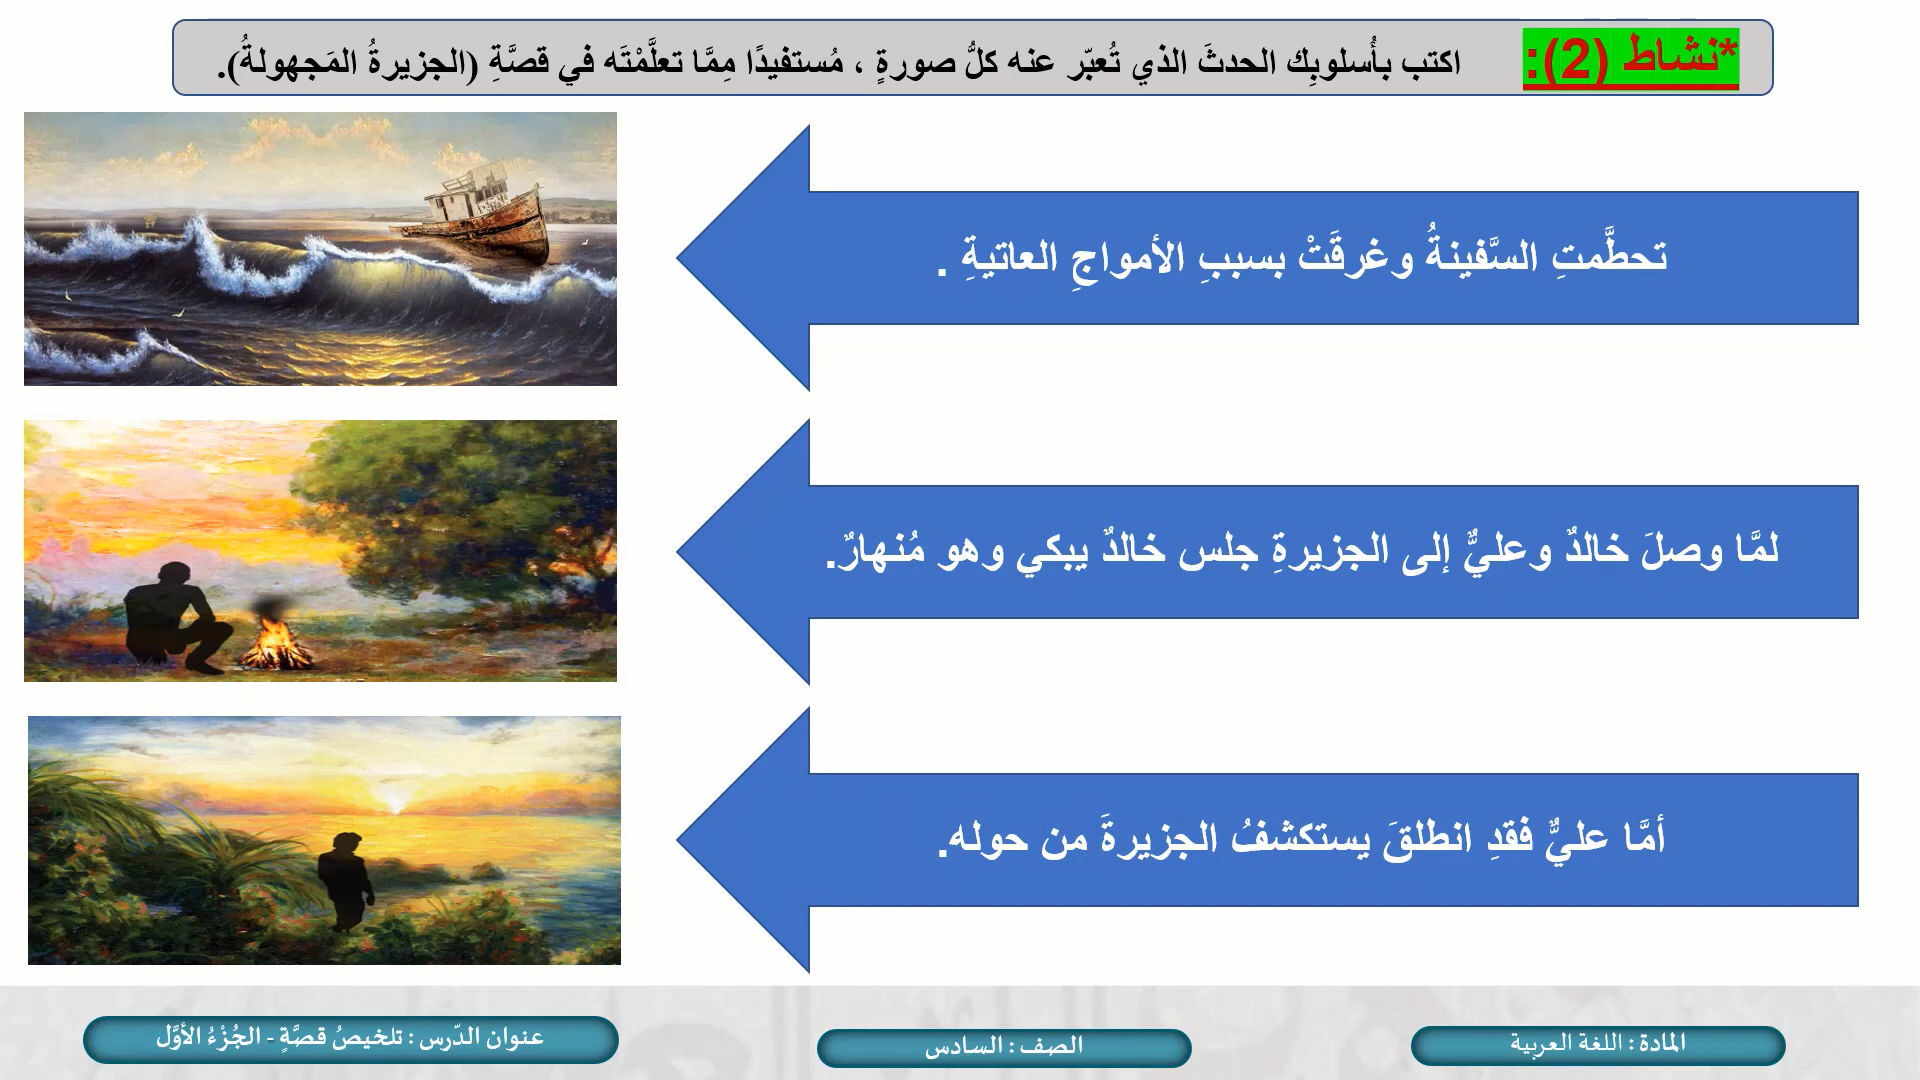 *نشاط (2): اكتب بأُسلوبِك الحدثَ الذي تُعبّر عنه كلُّ صورةٍ ، مُستفيدًا مِمَّا تعلَّمْتَه في قصَّةِ (الجزيرةُ المَجهولةُ).
تحطَّمتِ السَّفينةُ وغرقَتْ بسببِ الأمواجِ العاتيةِ .
لمَّا وصلَ خالدٌ وعليٌّ إلى الجزيرةِ جلس خالدٌ يبكي وهو مُنهارٌ.
أمَّا عليٌّ فقدِ انطلقَ يستكشفُ الجزيرةَ من حوله.
المادة : اللغة العربية
الصف : السادس
عنوان الدّرس : تلخيصُ قصَّةٍ - الجُزْءُ الأوَّل